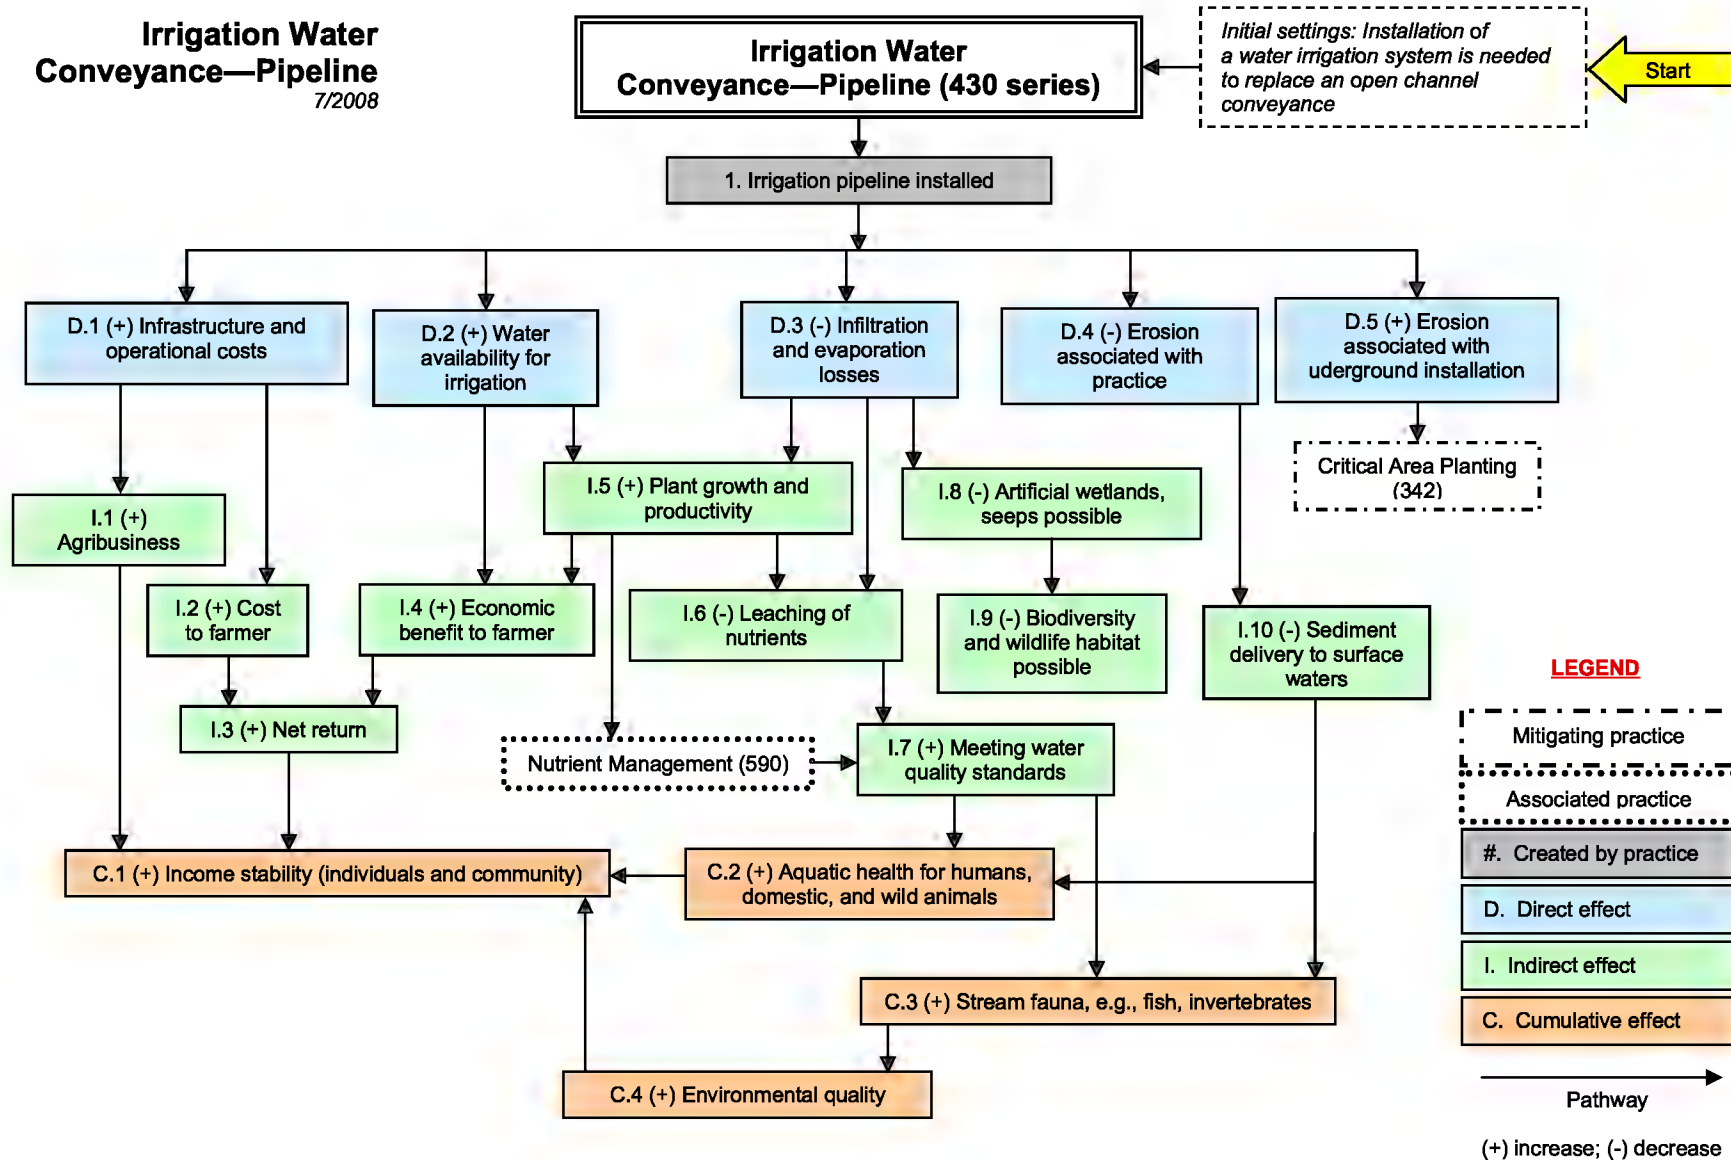 Irrigation Water
Conveyance—Pipeline
7/2008
Irrigation Water
Conveyance—Pipeline (430 series)
Initial settings: Installation of
a water irrigation system is needed
to replace an open channel
conveyance
Start
1. Irrigation pipeline installed
D.1 (+) Infrastructure and
operational costs
D.2 (+) Water
availability for
irrigation
D.3 (-) Infiltration
and evaporation
losses
D.4 (-) Erosion
associated with
practice
D.5 (+) Erosion
associated with
uderground installation
Critical Area Planting
(342)
I.1 (+)
Agribusiness
I.5 (+) Plant growth and
productivity
I.8 (-) Artificial wetlands,
seeps possible
I.2 (+) Cost
to farmer
I.4 (+) Economic
benefit to farmer
I.6 (-) Leaching of
nutrients
I.9 (-) Biodiversity
and wildlife habitat
possible
I.10 (-) Sediment
delivery to surface
waters
I.3 (+) Net return
Nutrient Management (590)
I.7 (+) Meeting water
quality standards
C.1 (+) Income stability (individuals and community)
C.2 (+) Aquatic health for humans,
domestic, and wild animals
C.3 (+) Stream fauna, e.g., fish, invertebrates
C.4 (+) Environmental quality
LEGEND
Mitigating practice
Associated practice
#. Created by practice
D. Direct effect
I. Indirect effect
C. Cumulative effect
Pathway
(+) increase; (-) decrease